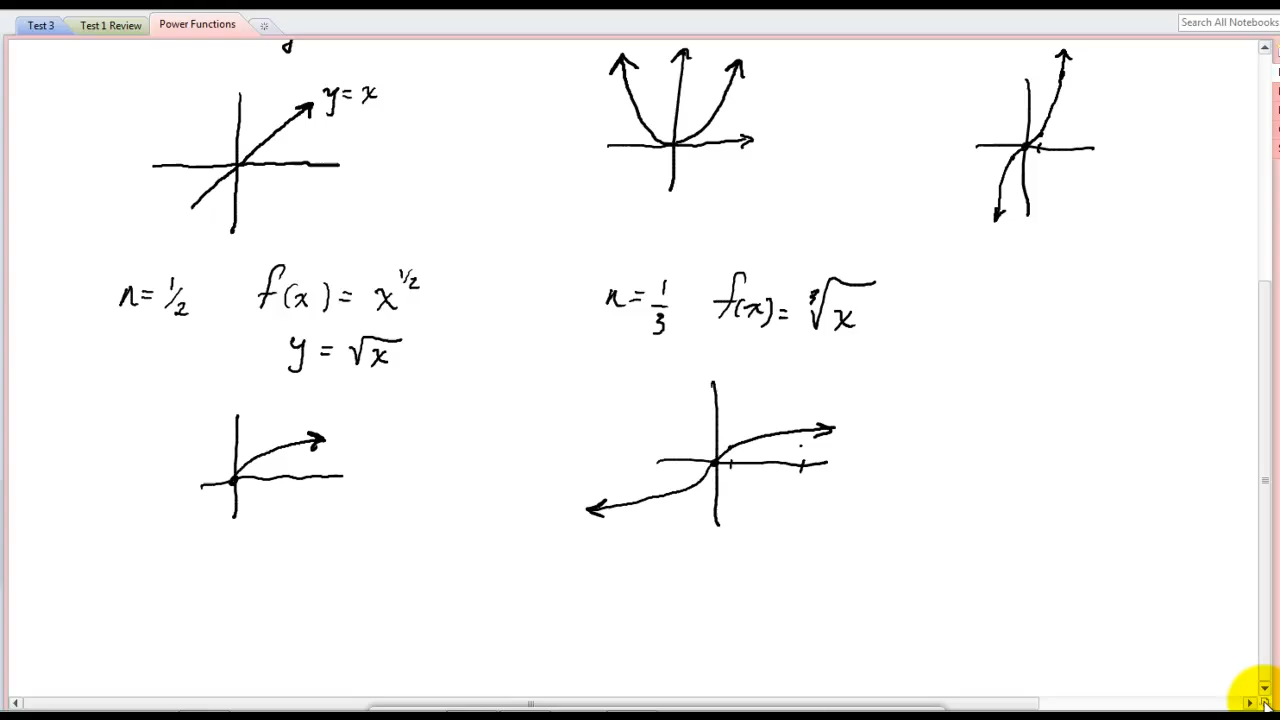 Test 3
Test 1 Review
Power Functions
Search All Notebooks
y = x
n = 1/2
f(x) = x^1/2
y = √x
n = 1/3
f(x) = ∛x